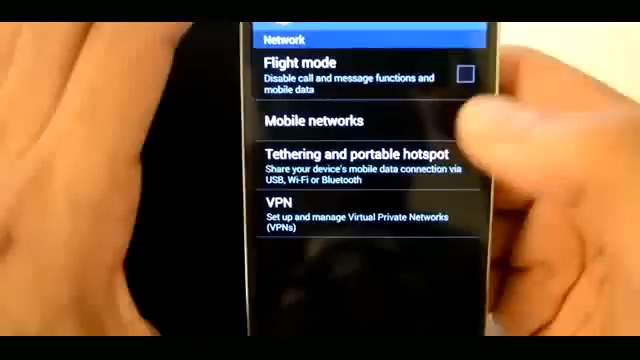 Network
Flight mode
Disable call and message functions and
mobile data
Mobile networks
Tethering and portable hotspot
Share your device's mobile data connection via
USB, Wi-Fi or Bluetooth
VPN
Set up and manage Virtual Private Networks
(VPNs)